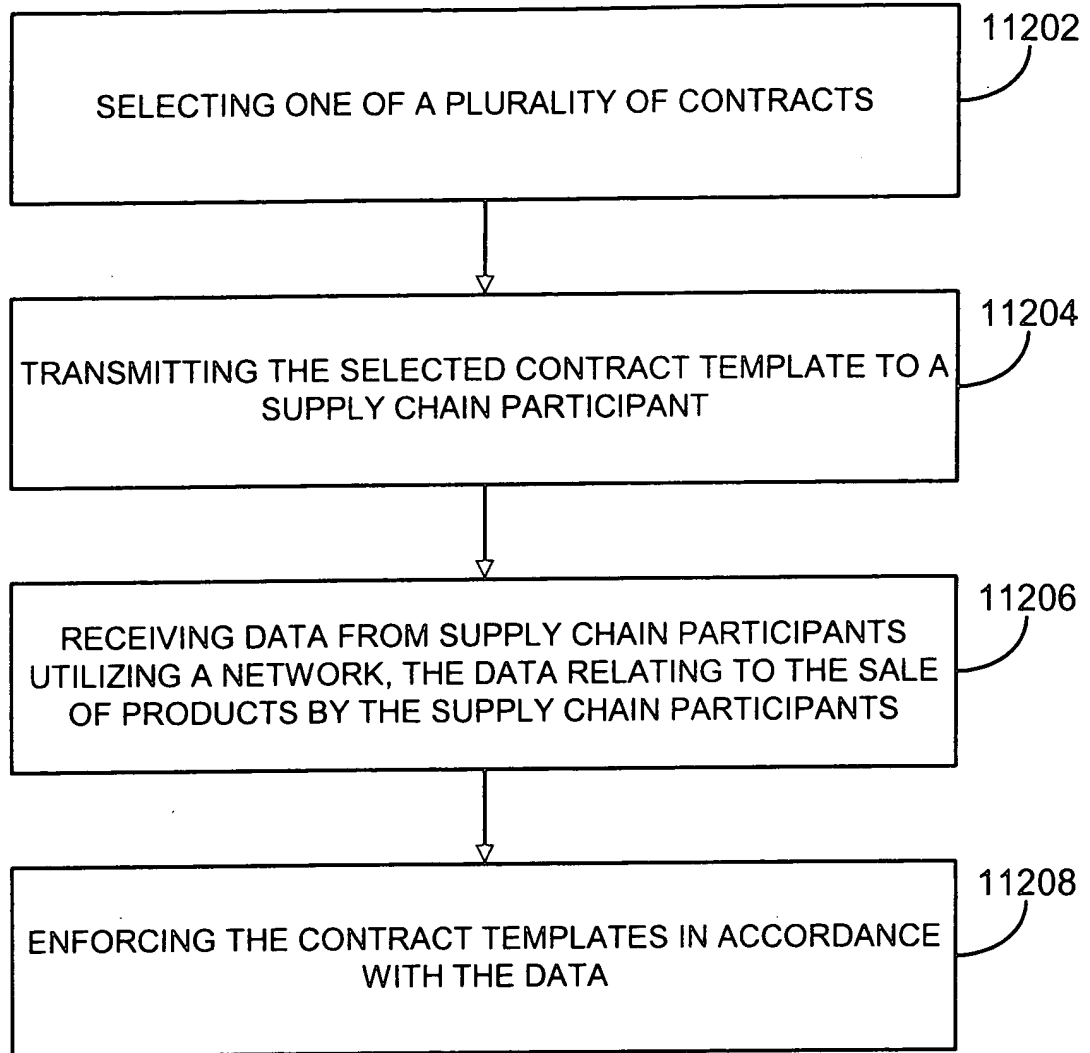 11202
SELECTING ONE OF A PLURALITY OF CONTRACTS
11204
TRANSMITTING THE SELECTED CONTRACT TEMPLATE TO A
SUPPLY CHAIN PARTICIPANT
11206
RECEIVING DATA FROM SUPPLY CHAIN PARTICIPANTS
UTILIZING A NETWORK, THE DATA RELATING TO THE SALE
OF PRODUCTS BY THE SUPPLY CHAIN PARTICIPANTS
11208
ENFORCING THE CONTRACT TEMPLATES IN ACCORDANCE
WITH THE DATA